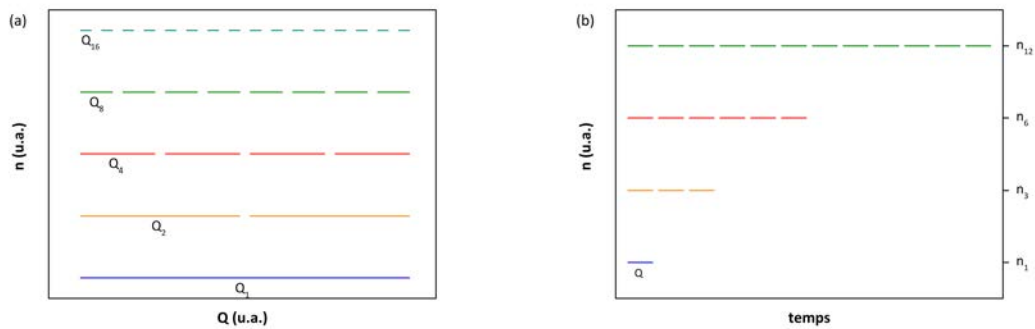 (a)
Q₁₆
Q₈
Q₄
Q₂
Q₁
n (u.a.)
Q (u.a.)
(b)
n₁₂
n₆
n₃
n₁
Q
n (u.a.)
temps